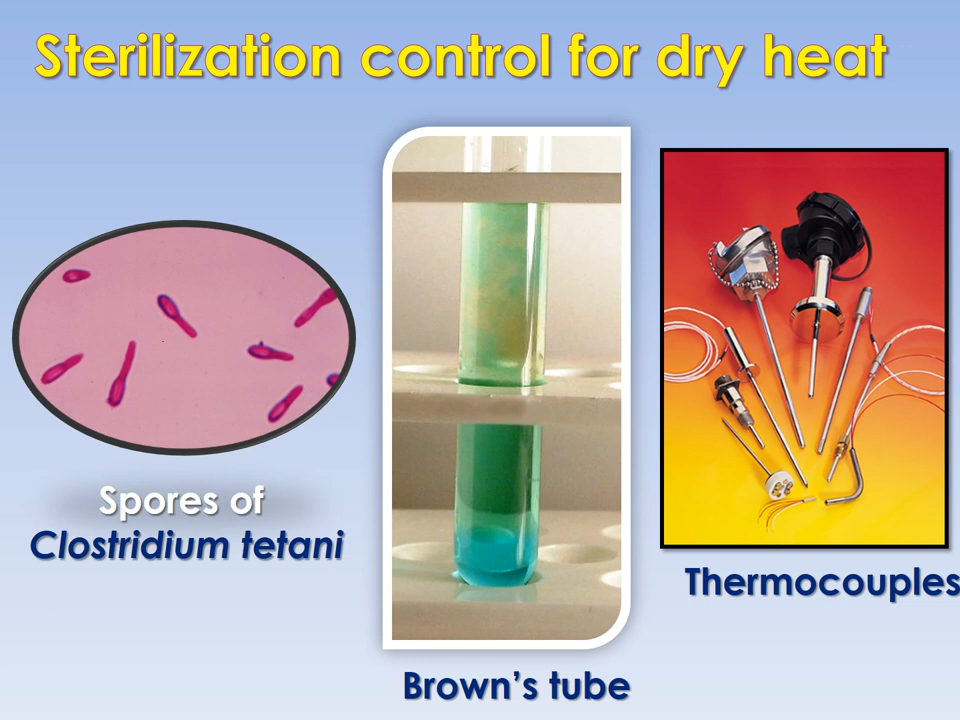 Sterilization control for dry heat
Spores of
Clostridium tetani
Thermocouples
Brown’s tube